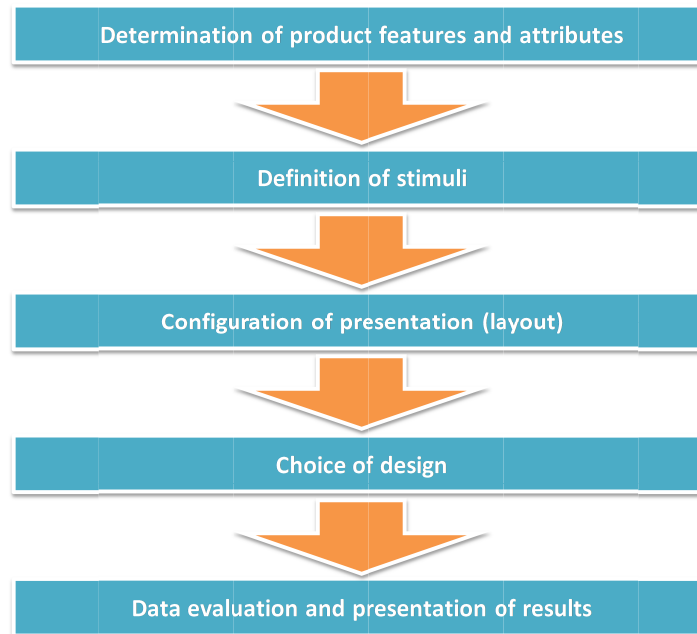 Determination of product features and attributes
Definition of stimuli
Configuration of presentation (layout)
Choice of design
Data evaluation and presentation of results